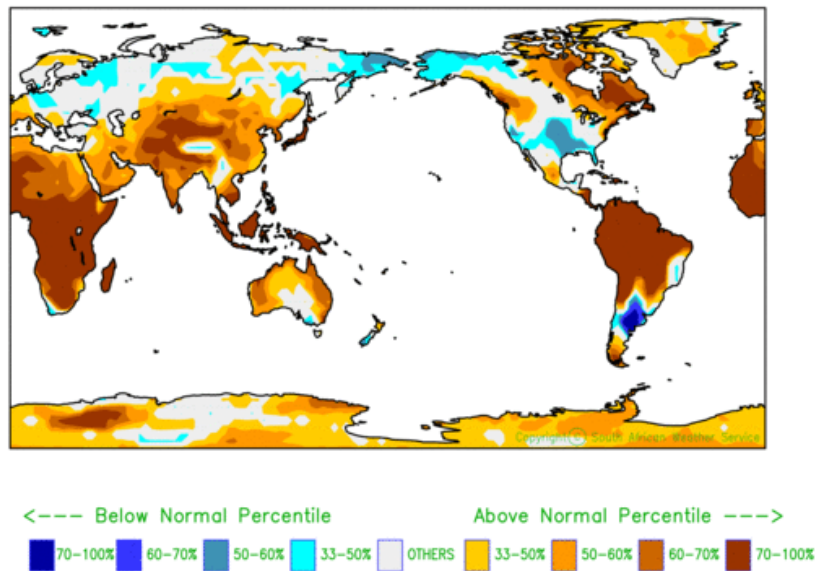 Copyright(C) South African Weather Service
<--- Below Normal Percentile Above Normal Percentile --->
70-100% 60-70% 50-60% 33-50% OTHERS 33-50% 50-60% 60-70% 70-100%